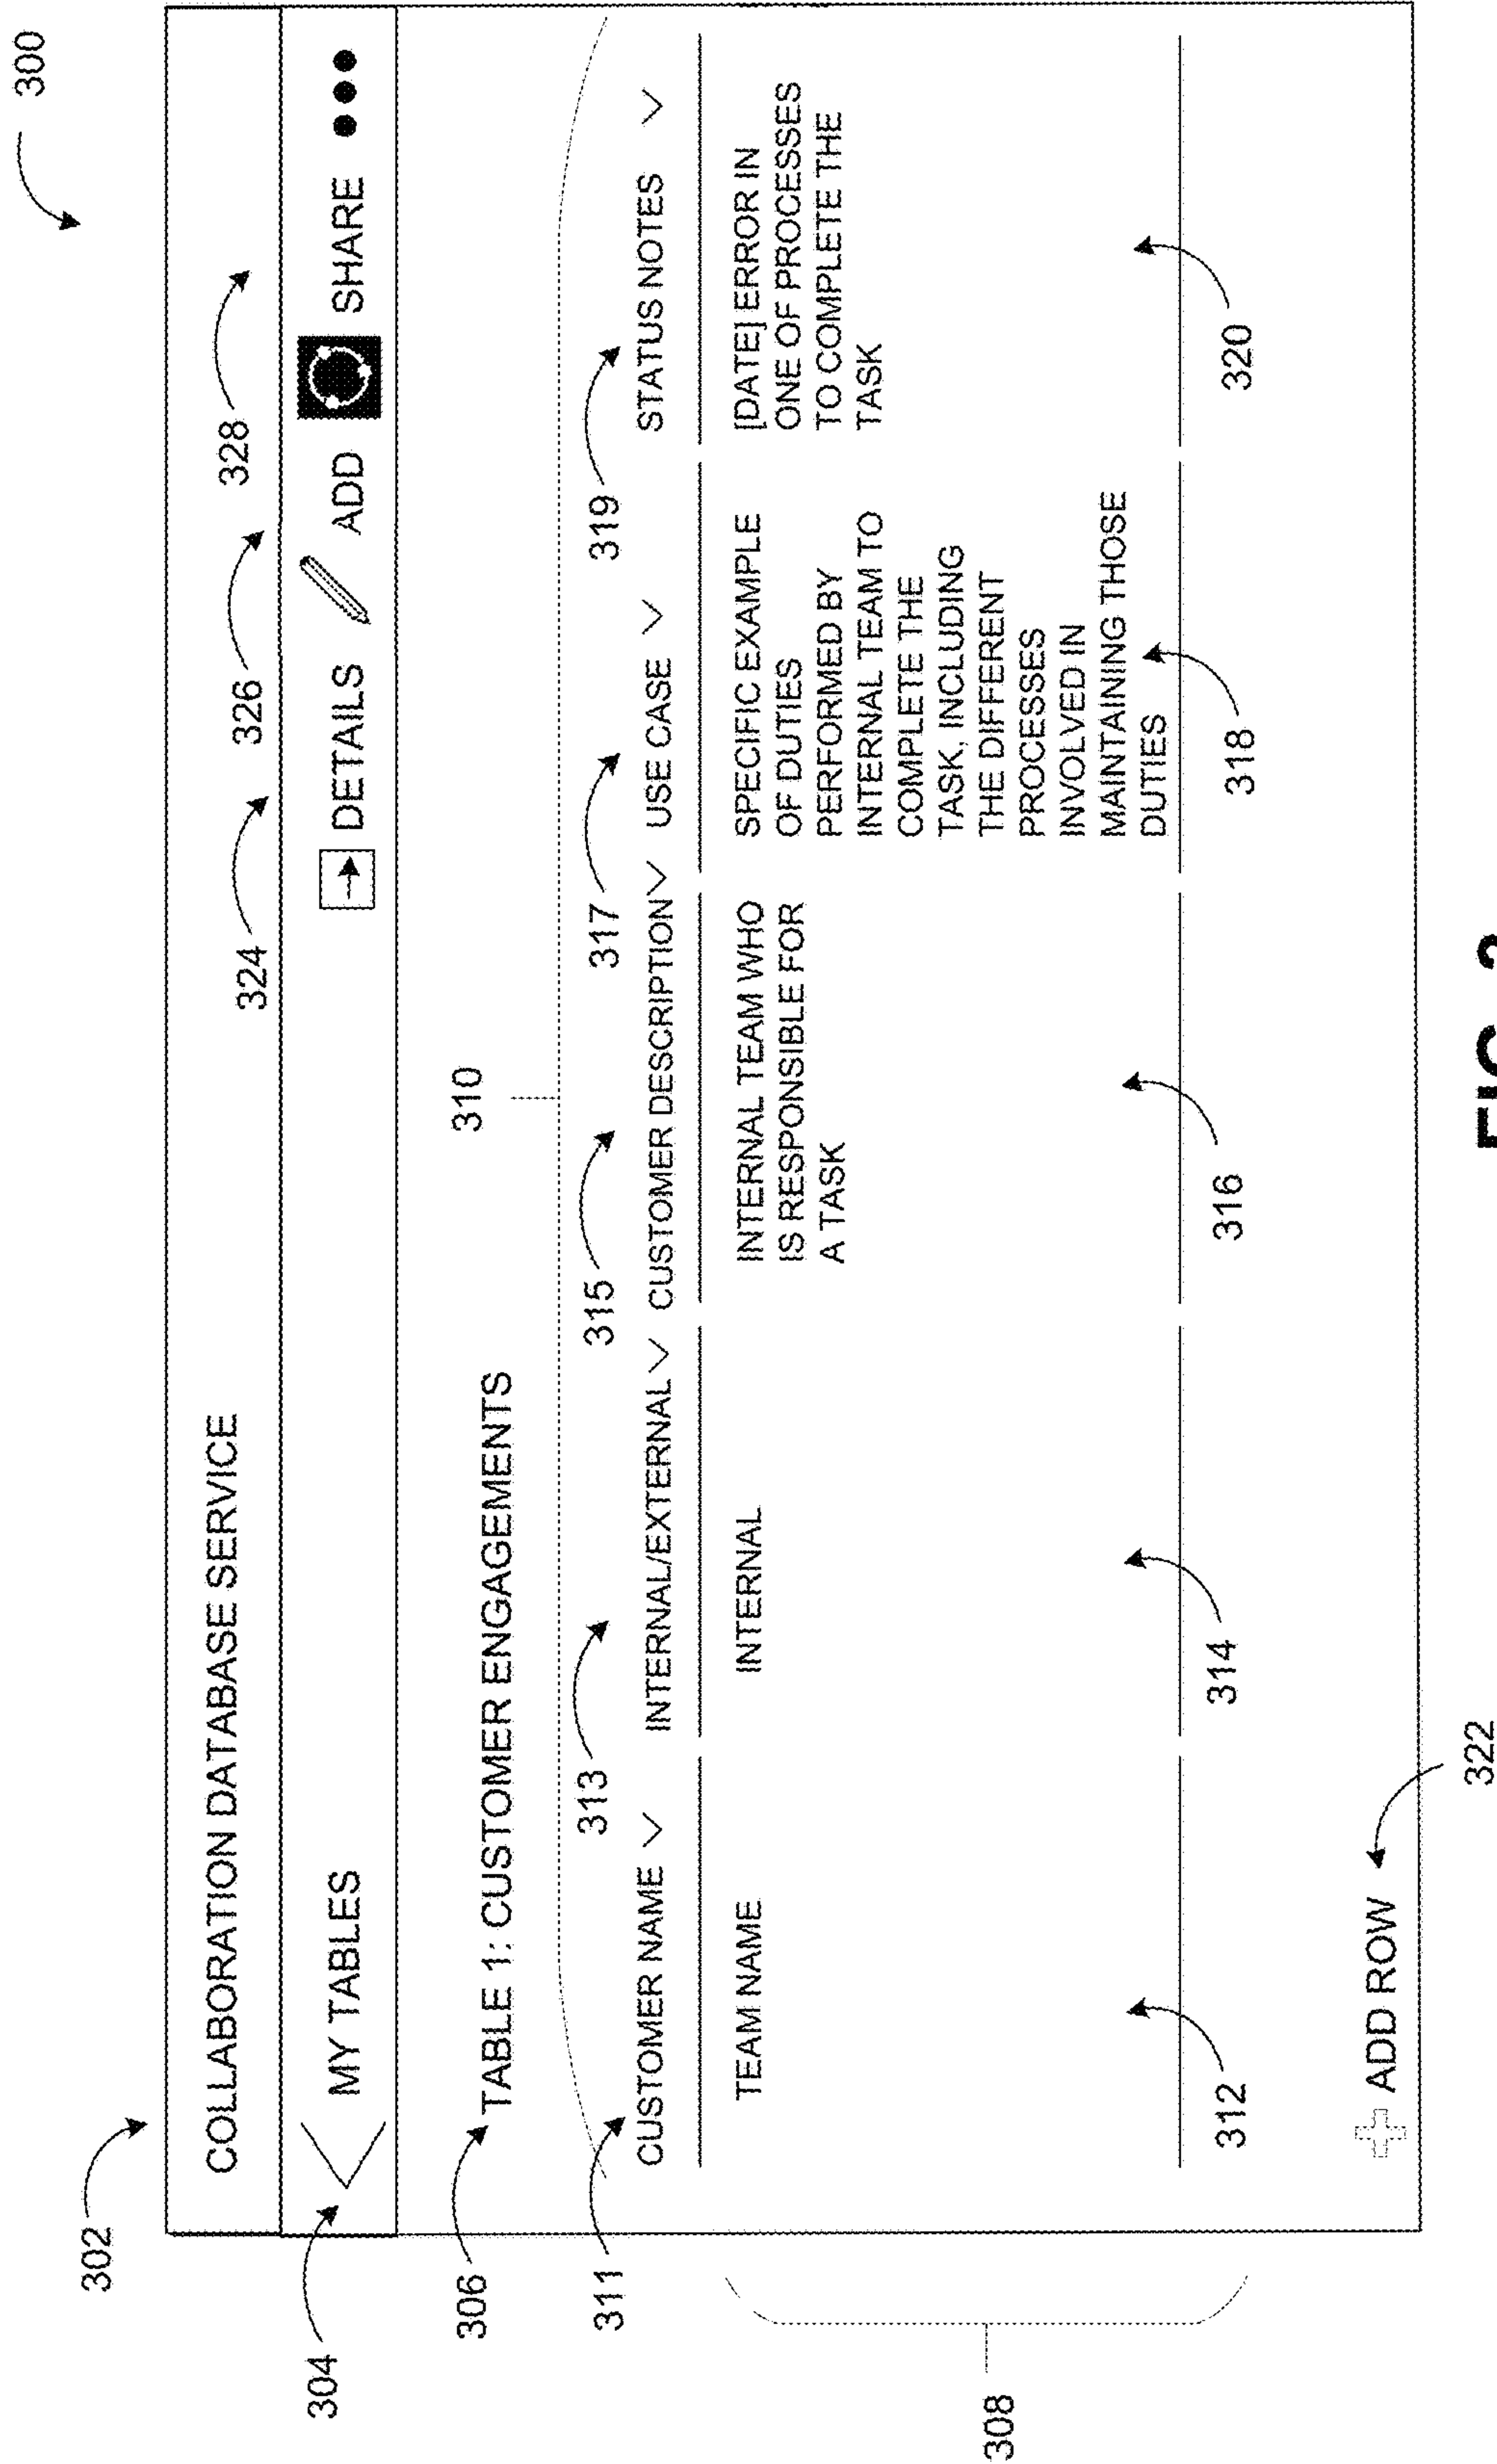 300
302
COLLABORATION DATABASE SERVICE
324
326
328
304
MY TABLES
DETAILS
ADD
SHARE
306
TABLE 1: CUSTOMER ENGAGEMENTS
310
311
313
315
317
319
CUSTOMER NAME
INTERNAL/EXTERNAL
CUSTOMER DESCRIPTION
USE CASE
STATUS NOTES
308
TEAM NAME
INTERNAL
INTERNAL TEAM WHO
IS RESPONSIBLE FOR
A TASK
SPECIFIC EXAMPLE
OF DUTIES
PERFORMED BY
INTERNAL TEAM TO
COMPLETE THE
TASK, INCLUDING
THE DIFFERENT
PROCESSES
INVOLVED IN
MAINTAINING THOSE
DUTIES
[DATE] ERROR IN
ONE OF PROCESSES
TO COMPLETE THE
TASK
312
314
316
318
320
ADD ROW
322
FIG.